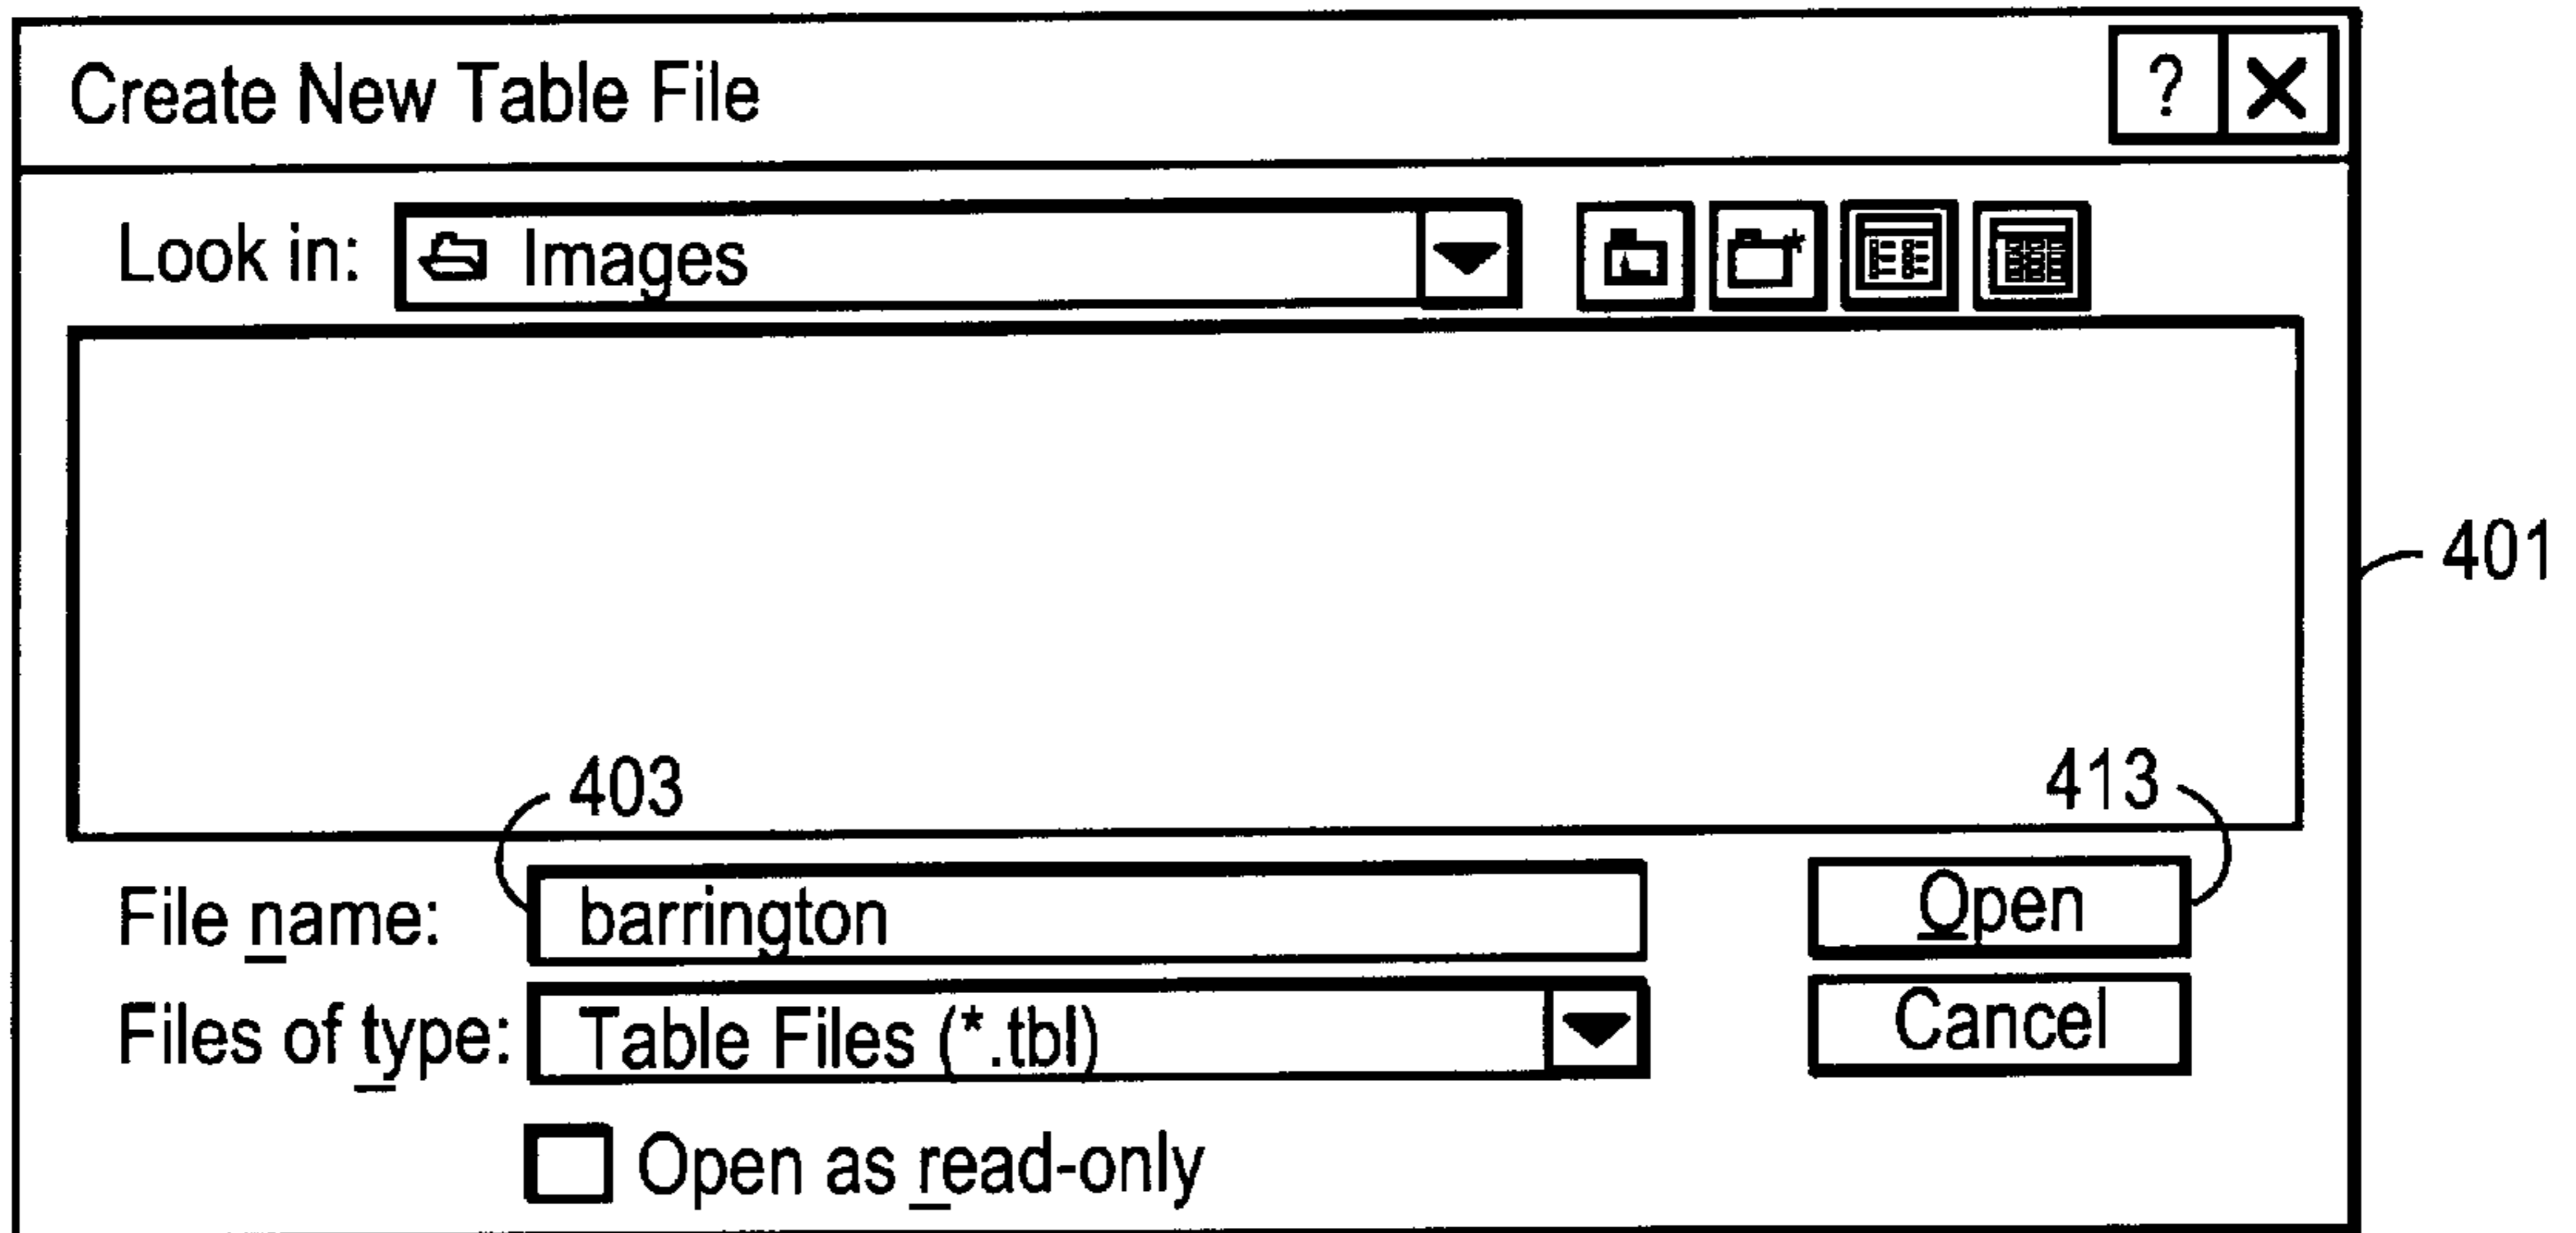 Create New Table File ? X
Look in: Images
401
403 413
File name: barrington Open
Files of type: Table Files (*.tbl) Cancel
Open as read-only